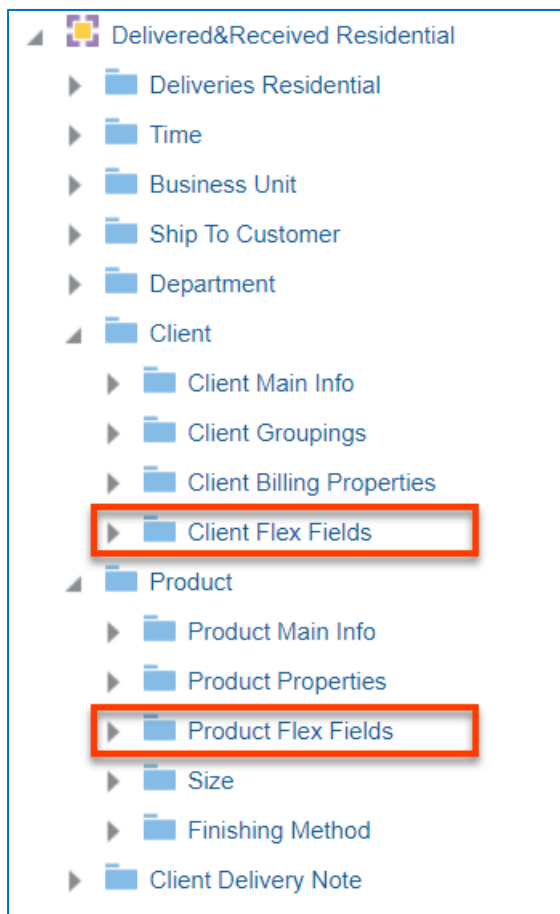 Delivered&Received Residential
Deliveries Residential
Time
Business Unit
Ship To Customer
Department
Client
Client Main Info
Client Groupings
Client Billing Properties
Client Flex Fields
Product
Product Main Info
Product Properties
Product Flex Fields
Size
Finishing Method
Client Delivery Note